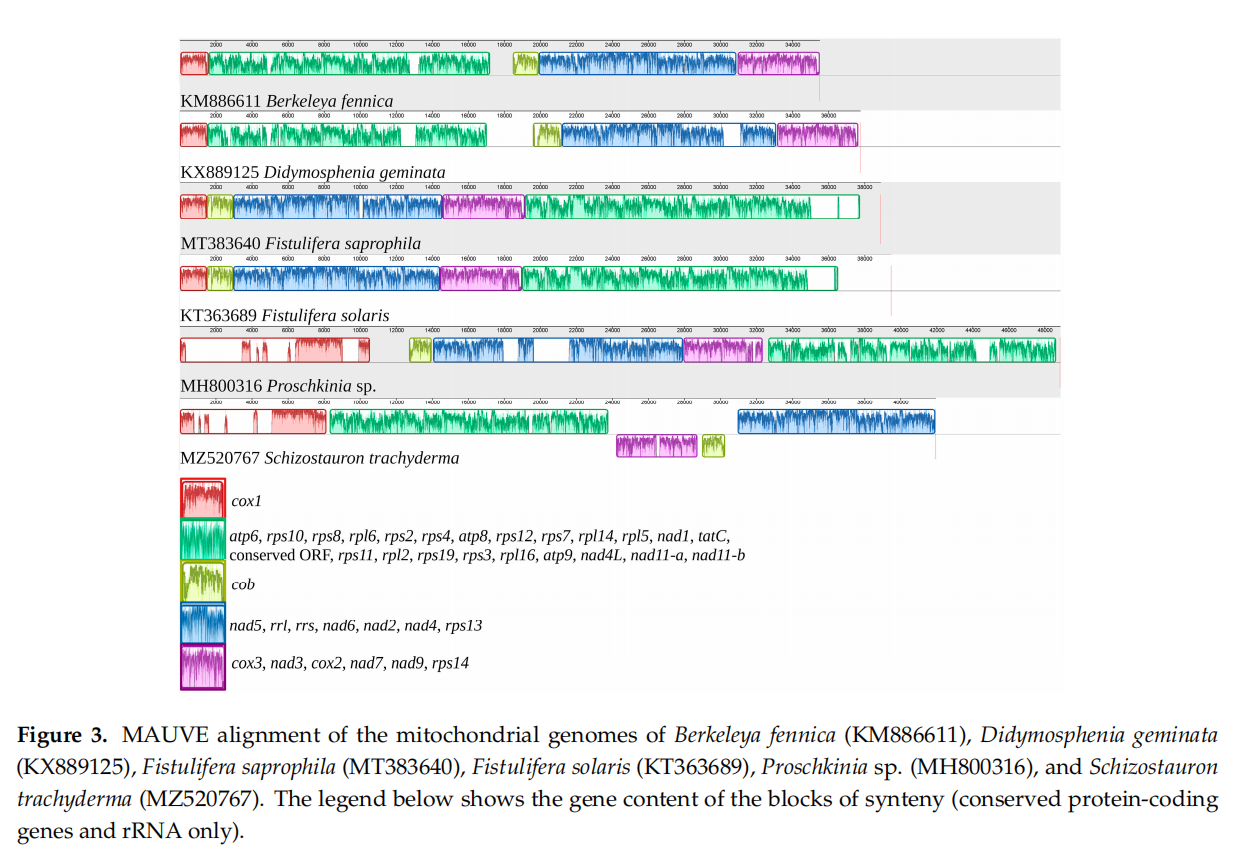 2000 4000 6000 8000 10000 12000 14000 16000 18000 20000 22000 24000 26000 28000 30000 32000 34000
KM886611 Berkeleya fennica
2000 4000 6000 8000 10000 12000 14000 16000 18000 20000 22000 24000 26000 28000 30000 32000 34000 36000
KX889125 Didymosphenia geminata
2000 4000 6000 8000 10000 12000 14000 16000 18000 20000 22000 24000 26000 28000 30000 32000 34000 36000 38000
MT383640 Fistulifera saprophila
2000 4000 6000 8000 10000 12000 14000 16000 18000 20000 22000 24000 26000 28000 30000 32000 34000 36000 38000
KT363689 Fistulifera solaris
2000 4000 6000 8000 10000 12000 14000 16000 18000 20000 22000 24000 26000 28000 30000 32000 34000 36000 38000 40000 42000 44000 46000 48000
MH800316 Proschkinia sp.
2000 4000 6000 8000 10000 12000 14000 16000 18000 20000 22000 24000 26000 28000 30000 32000 34000 36000 38000 40000
MZ520767 Schizostauron trachyderma
cox1
atp6, rps10, rps8, rpl6, rps2, rps4, atp8, rps12, rps7, rpl14, rpl5, nad1, tatC,
conserved ORF, rps11, rpl2, rps19, rps3, rpl16, atp9, nad4L, nad11-a, nad11-b
cob
nad5, rrl, rrs, nad6, nad2, nad4, rps13
cox3, nad3, cox2, nad7, nad9, rps14
Figure 3. MAUVE alignment of the mitochondrial genomes of Berkeleya fennica (KM886611), Didymosphenia geminata
(KX889125), Fistulifera saprophila (MT383640), Fistulifera solaris (KT363689), Proschkinia sp. (MH800316), and Schizostauron
trachyderma (MZ520767). The legend below shows the gene content of the blocks of synteny (conserved protein-coding
genes and rRNA only).